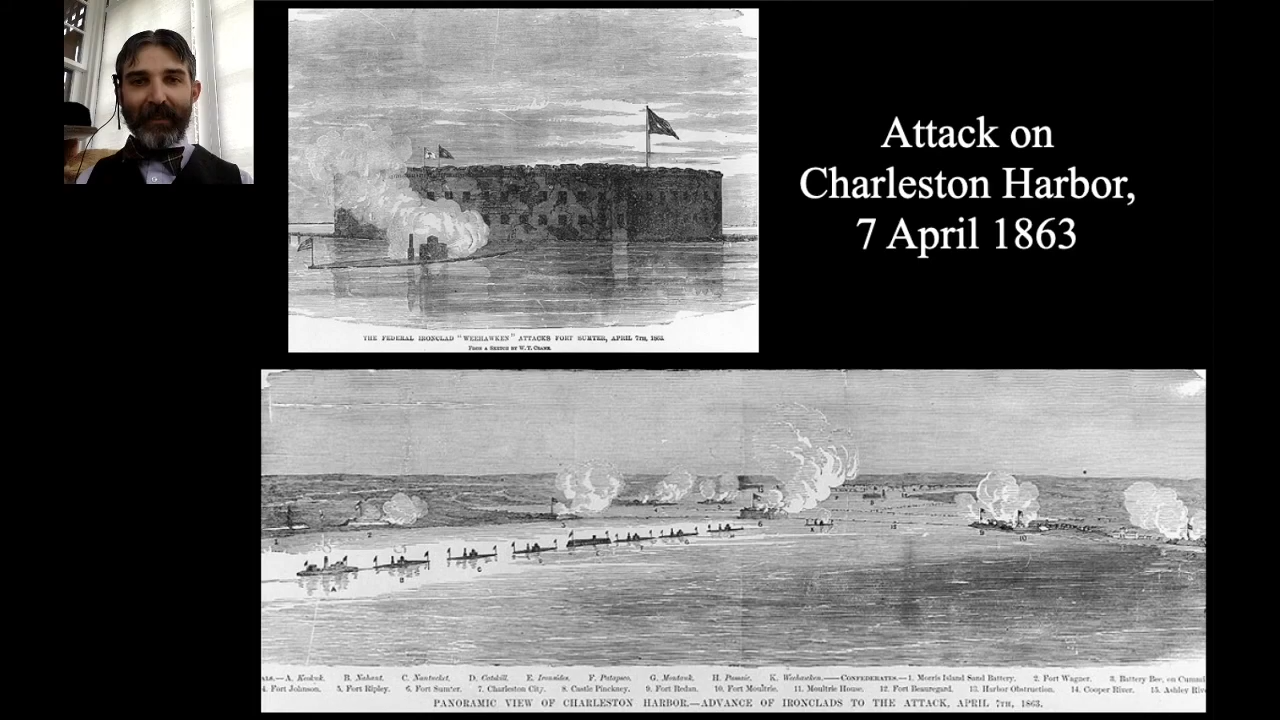 Attack on
Charleston Harbor,
7 April 1863
THE FEDERAL IRONCLAD "WEEHAWKEN" ATTACKS FORT SUMTER, APRIL 7TH, 1863.
FROM A SKETCH BY W. T. CRANE.
ALS.—A. Keokuk. B. Nahant. C. Nantucket. D. Catskill. E. Ironsides. F. Patapsco. G. Montauk. H. Passaic. K. Weehawken.——CONFEDERATES.—1. Morris Island Sand Battery. 2. Fort Wagner. 3. Battery Bee, on Cummi
4. Fort Johnson. 5. Fort Ripley. 6. Fort Sumter. 7. Charleston City. 8. Castle Pinckney. 9. Fort Redan. 10. Fort Moultrie. 11. Moultrie House. 12. Fort Beauregard. 13. Harbor Obstruction. 14. Cooper River. 15. Ashley Riv
PANORAMIC VIEW OF CHARLESTON HARBOR.—ADVANCE OF IRONCLADS TO THE ATTACK, APRIL 7TH, 1863.